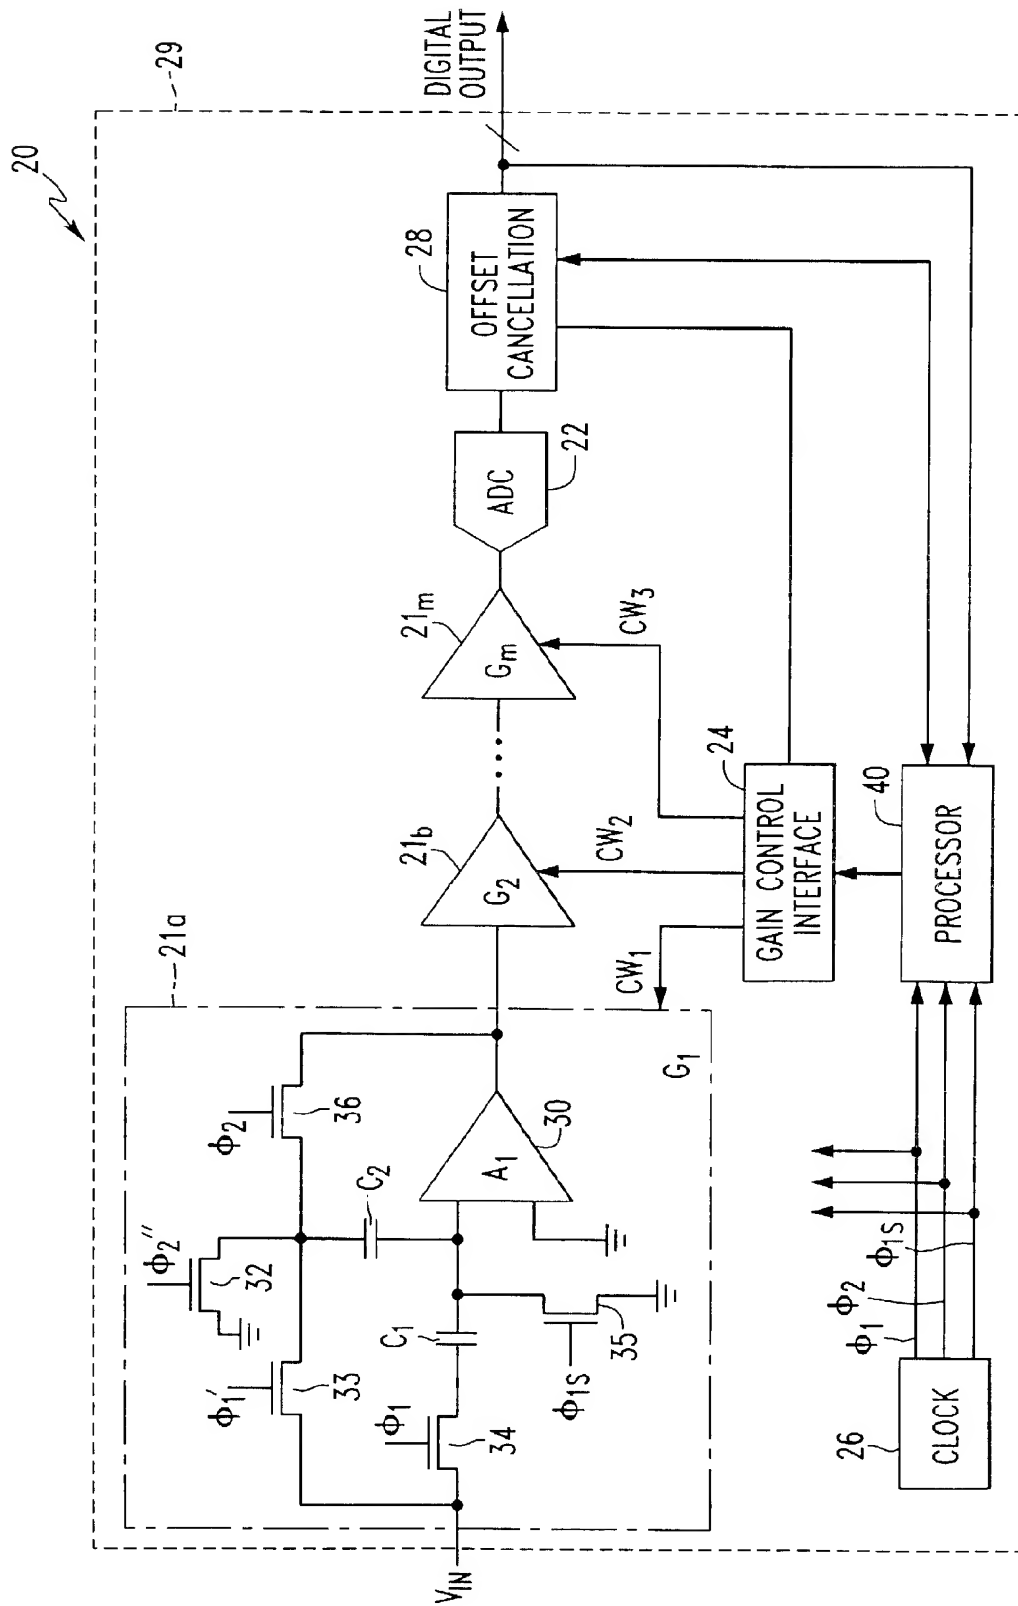 20
29
21a
Φ2''
32
Φ1'
33
Φ2
36
C2
Φ1
34
C1
Φ1S
35
A1
30
G1
VIN
21b
G2
21m
Gm
ADC
22
28
OFFSET
CANCELLATION
DIGITAL
OUTPUT
CW1
CW2
CW3
24
GAIN CONTROL
INTERFACE
40
PROCESSOR
26
CLOCK
Φ1
Φ2
Φ1S